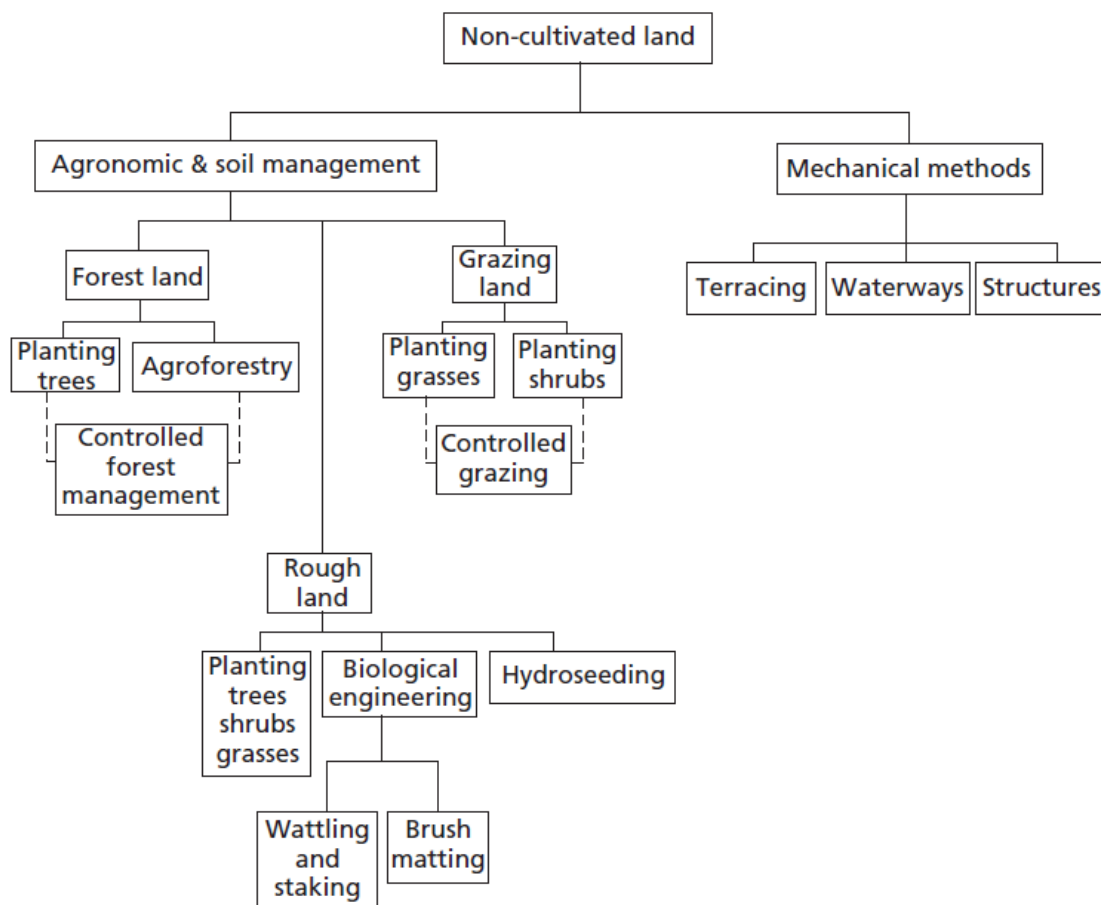 Non-cultivated land
Agronomic & soil management
Mechanical methods
Forest land
Grazing
land
Terracing
Waterways
Structures
Planting
trees
Agroforestry
Planting
grasses
Planting
shrubs
Controlled
forest
management
Controlled
grazing
Rough
land
Planting
trees
shrubs
grasses
Biological
engineering
Hydroseeding
Wattling
and
staking
Brush
matting